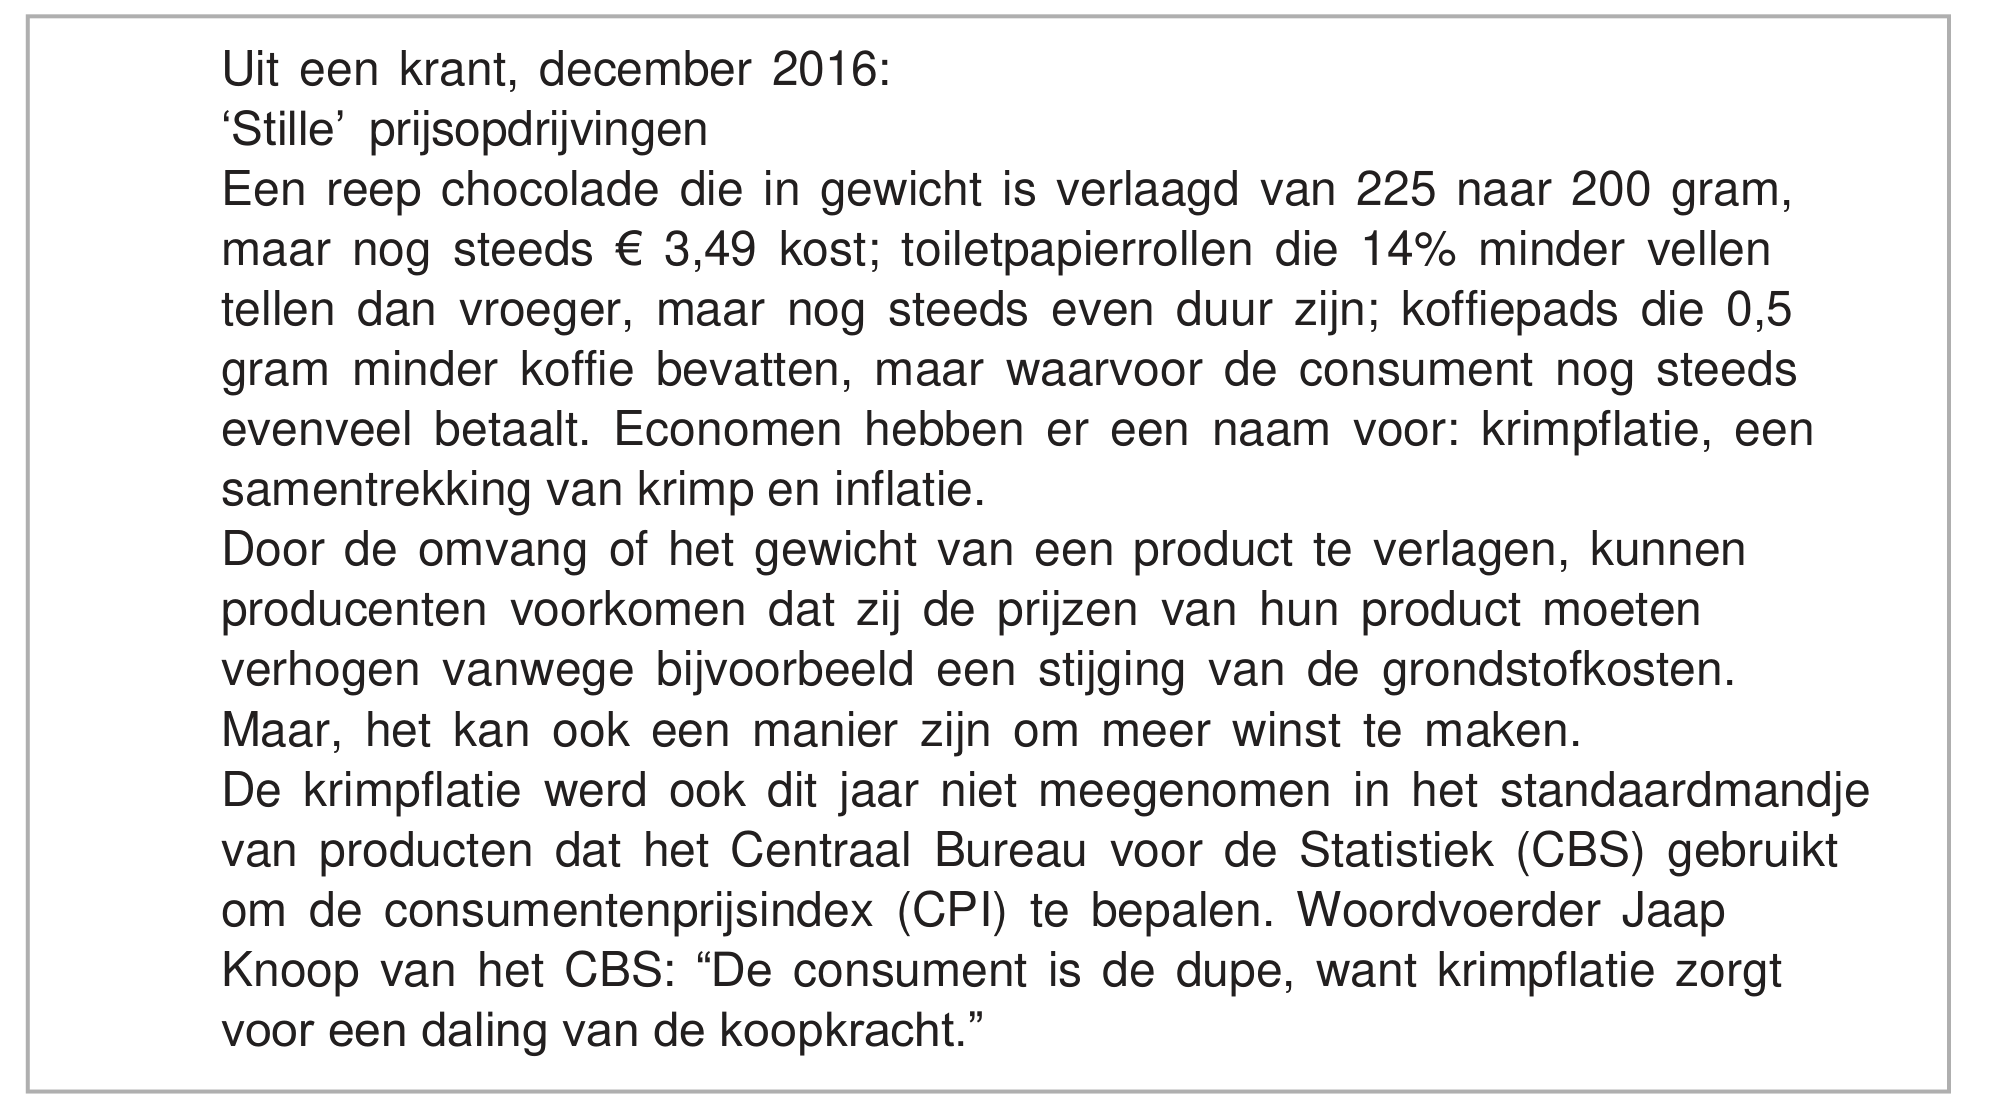 Uit een krant, december 2016:
‘Stille’ prijsopdrijvingen
Een reep chocolade die in gewicht is verlaagd van 225 naar 200 gram,
maar nog steeds € 3,49 kost; toiletpapierrollen die 14% minder vellen
tellen dan vroeger, maar nog steeds even duur zijn; koffiepads die 0,5
gram minder koffie bevatten, maar waarvoor de consument nog steeds
evenveel betaalt. Economen hebben er een naam voor: krimpflatie, een
samentrekking van krimp en inflatie.
Door de omvang of het gewicht van een product te verlagen, kunnen
producenten voorkomen dat zij de prijzen van hun product moeten
verhogen vanwege bijvoorbeeld een stijging van de grondstofkosten.
Maar, het kan ook een manier zijn om meer winst te maken.
De krimpflatie werd ook dit jaar niet meegenomen in het standaardmandje
van producten dat het Centraal Bureau voor de Statistiek (CBS) gebruikt
om de consumentenprijsindex (CPI) te bepalen. Woordvoerder Jaap
Knoop van het CBS: “De consument is de dupe, want krimpflatie zorgt
voor een daling van de koopkracht.”